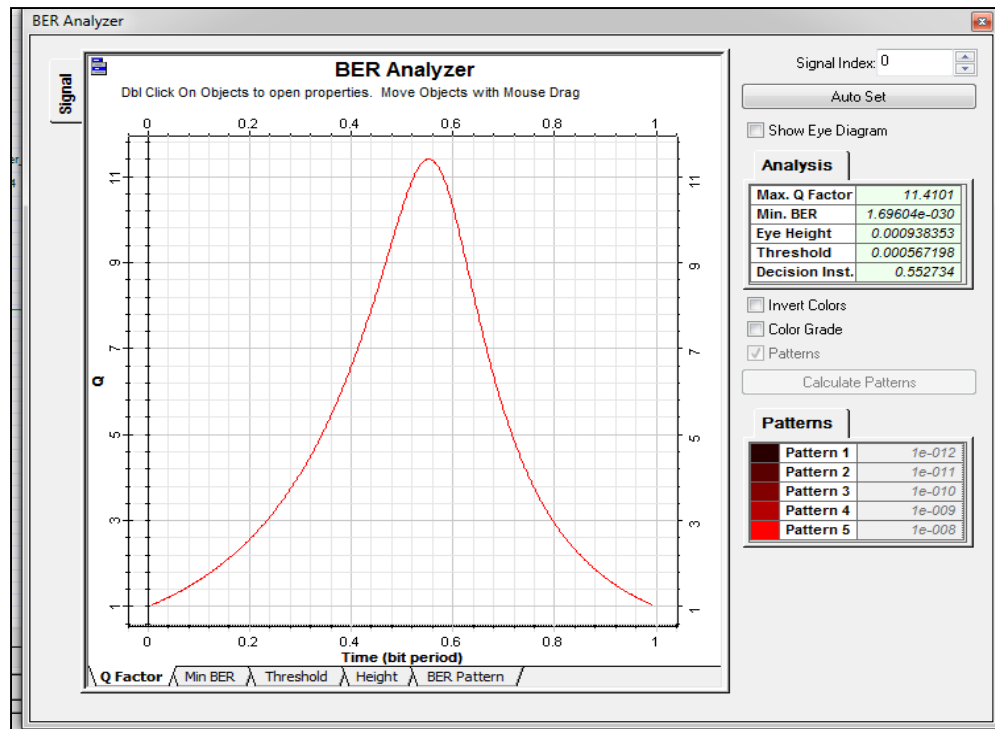 BER Analyzer
Signal
BER Analyzer
Dbl Click On Objects to open properties. Move Objects with Mouse Drag
0 0.2 0.4 0.6 0.8 1
11 11
9 9
7 7
Q
5 5
3 3
1 1
0 0.2 0.4 0.6 0.8 1
Time (bit period)
Q Factor Min BER Threshold Height BER Pattern
Signal Index: 0
Auto Set
Show Eye Diagram
Analysis
Max. Q Factor 11.4101
Min. BER 1.69604e-030
Eye Height 0.000938353
Threshold 0.000567198
Decision Inst. 0.552734
Invert Colors
Color Grade
Patterns
Calculate Patterns
Patterns
Pattern 1 1e-012
Pattern 2 1e-011
Pattern 3 1e-010
Pattern 4 1e-009
Pattern 5 1e-008